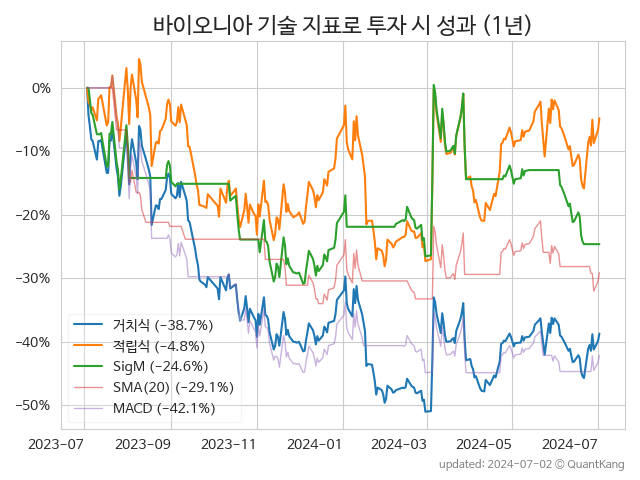 바이오니아 기술 지표로 투자 시 성과 (1년)
0%
−10%
−20%
−30%
−40%
−50%
거치식 (−38.7%)
적립식 (−4.8%)
SigM (−24.6%)
SMA(20) (−29.1%)
MACD (−42.1%)
2023-07
2023-09
2023-11
2024-01
2024-03
2024-05
2024-07
updated: 2024-07-02 © QuantKang